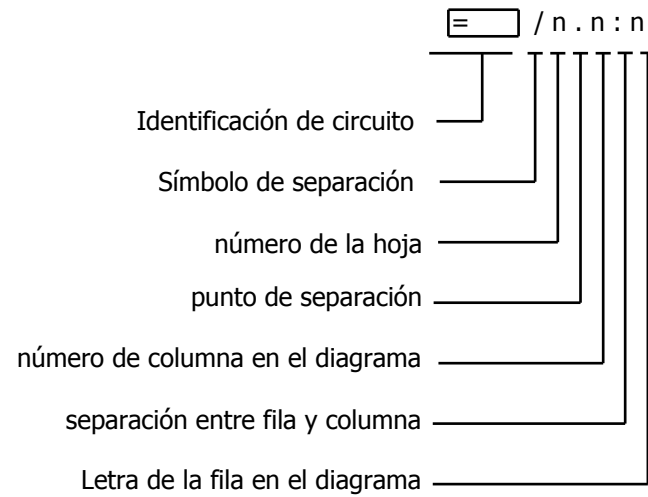 = / n . n : n
Identificación de circuito
Símbolo de separación
número de la hoja
punto de separación
número de columna en el diagrama
separación entre fila y columna
Letra de la fila en el diagrama